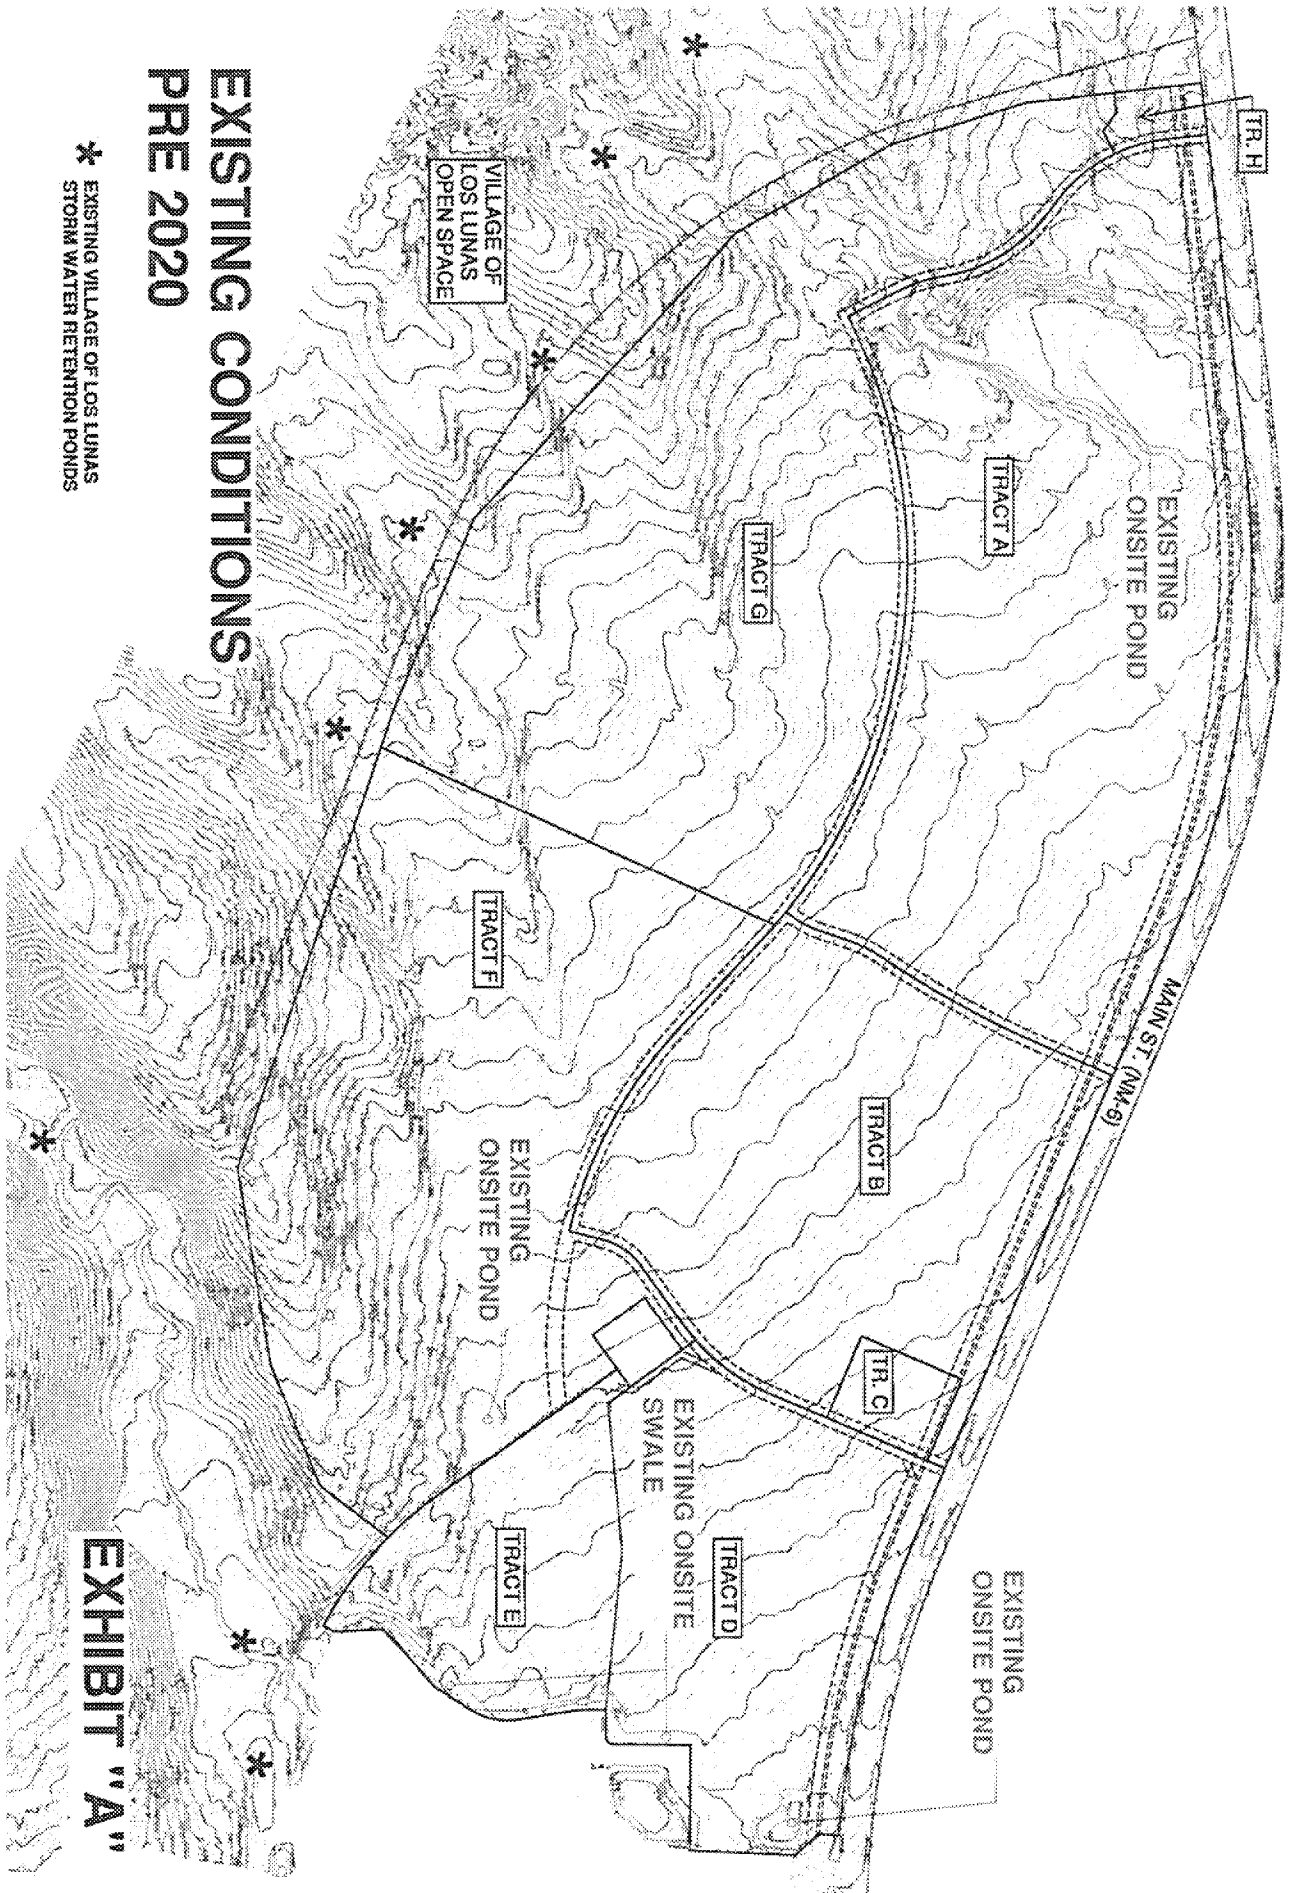 TR. H
EXISTING
ONSITE POND
TRACT A
TRACT G
VILLAGE OF
LOS LUNAS
OPEN SPACE
EXISTING CONDITIONS
PRE 2020
* EXISTING VILLAGE OF LOS LUNAS
STORM WATER RETENTION PONDS
MAIN ST. (NM-6)
TRACT B
TRACT F
EXISTING
ONSITE POND
TR. C
EXISTING ONSITE
SWALE
TRACT D
TRACT E
EXISTING
ONSITE POND
EXHIBIT "A"